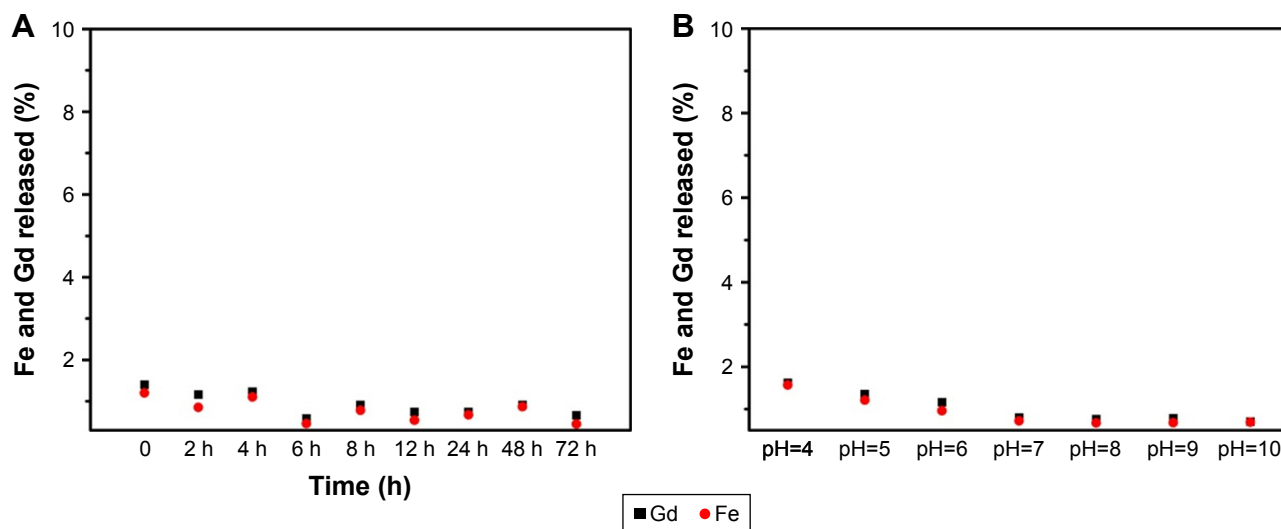 A
Fe and Gd released (%)
10
8
6
4
2
0 2 h 4 h 6 h 8 h 12 h 24 h 48 h 72 h
Time (h)
B
Fe and Gd released (%)
10
8
6
4
2
pH=4 pH=5 pH=6 pH=7 pH=8 pH=9 pH=10
Gd Fe